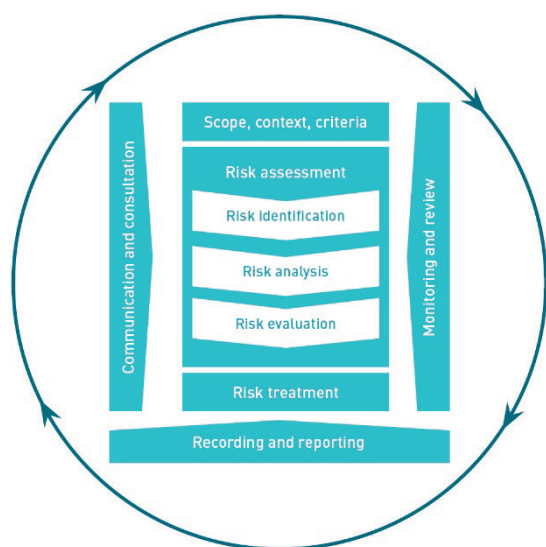 Scope, context, criteria
Communication and consultation
Risk assessment
Risk identification
Risk analysis
Risk evaluation
Monitoring and review
Risk treatment
Recording and reporting